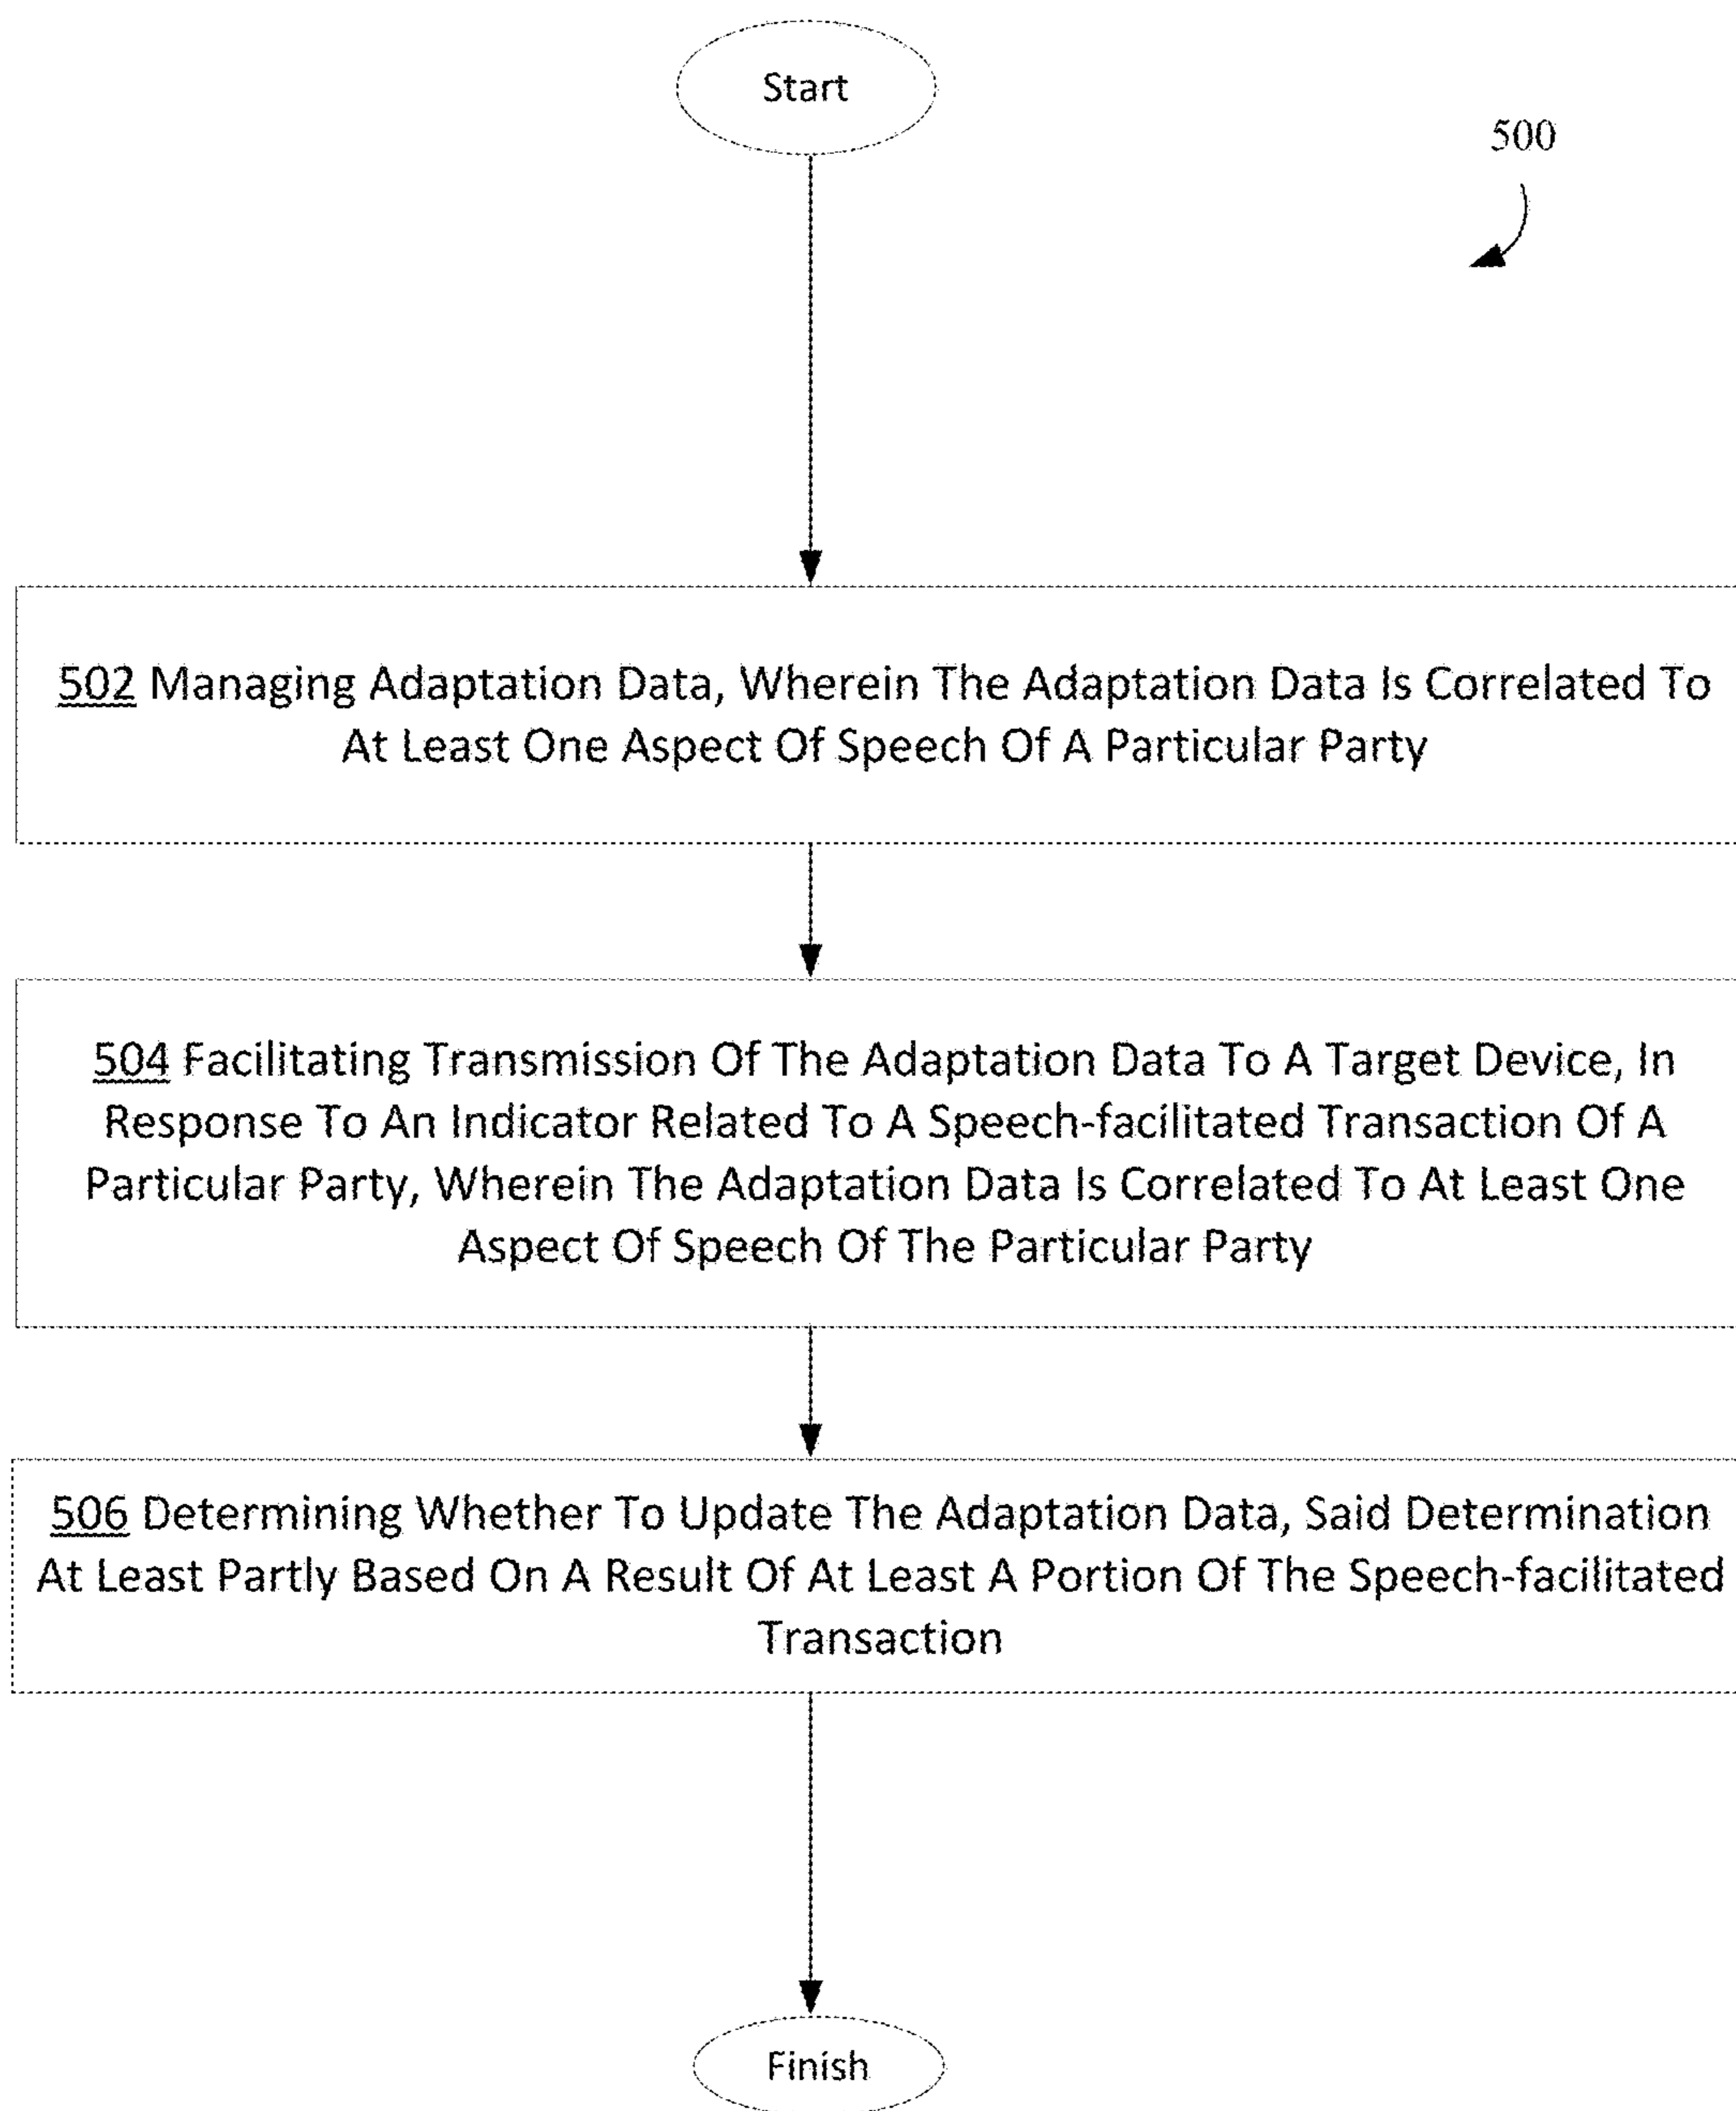 Start
500
502 Managing Adaptation Data, Wherein The Adaptation Data Is Correlated To
At Least One Aspect Of Speech Of A Particular Party
504 Facilitating Transmission Of The Adaptation Data To A Target Device, In
Response To An Indicator Related To A Speech-facilitated Transaction Of A
Particular Party, Wherein The Adaptation Data Is Correlated To At Least One
Aspect Of Speech Of The Particular Party
506 Determining Whether To Update The Adaptation Data, Said Determination
At Least Partly Based On A Result Of At Least A Portion Of The Speech-facilitated
Transaction
Finish